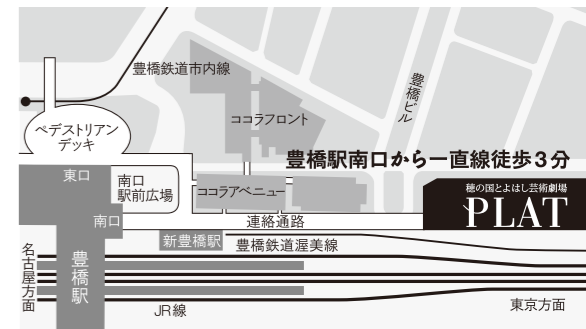 豊橋鉄道市内線
豊橋ビル
ペデストリアン
デッキ
ココラフロント
豊橋駅南口から一直線徒歩3分
東口
南口
駅前広場
ココラアベニュー
穂の国とよはし芸術劇場
PLAT
南口
連絡通路
新豊橋駅
豊橋鉄道渥美線
名古屋方面
豊橋駅
JR線
東京方面